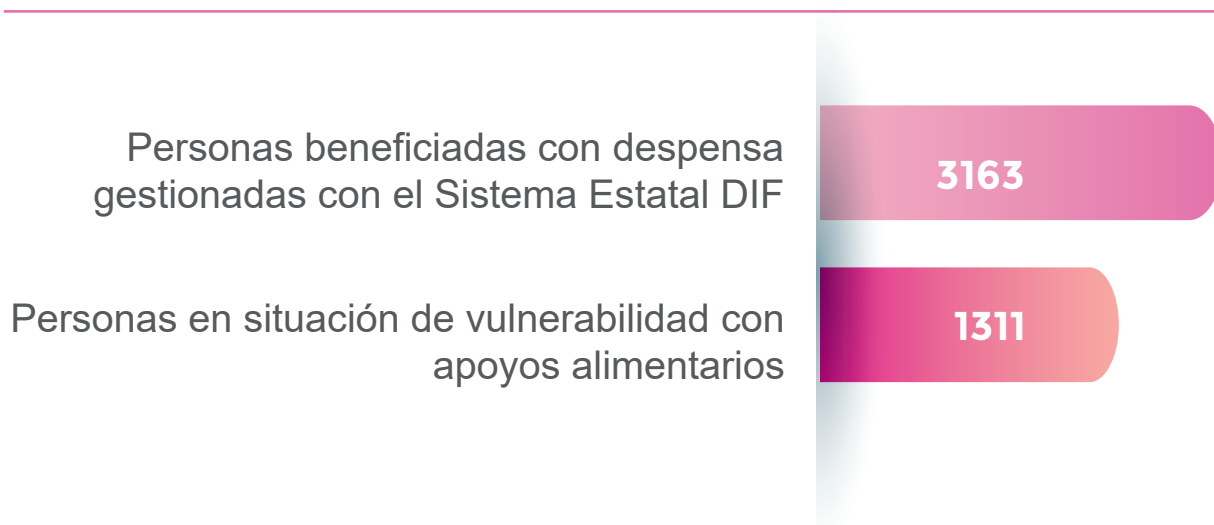 Personas beneficiadas con despensa
gestionadas con el Sistema Estatal DIF
3163
Personas en situación de vulnerabilidad con
apoyos alimentarios
1311